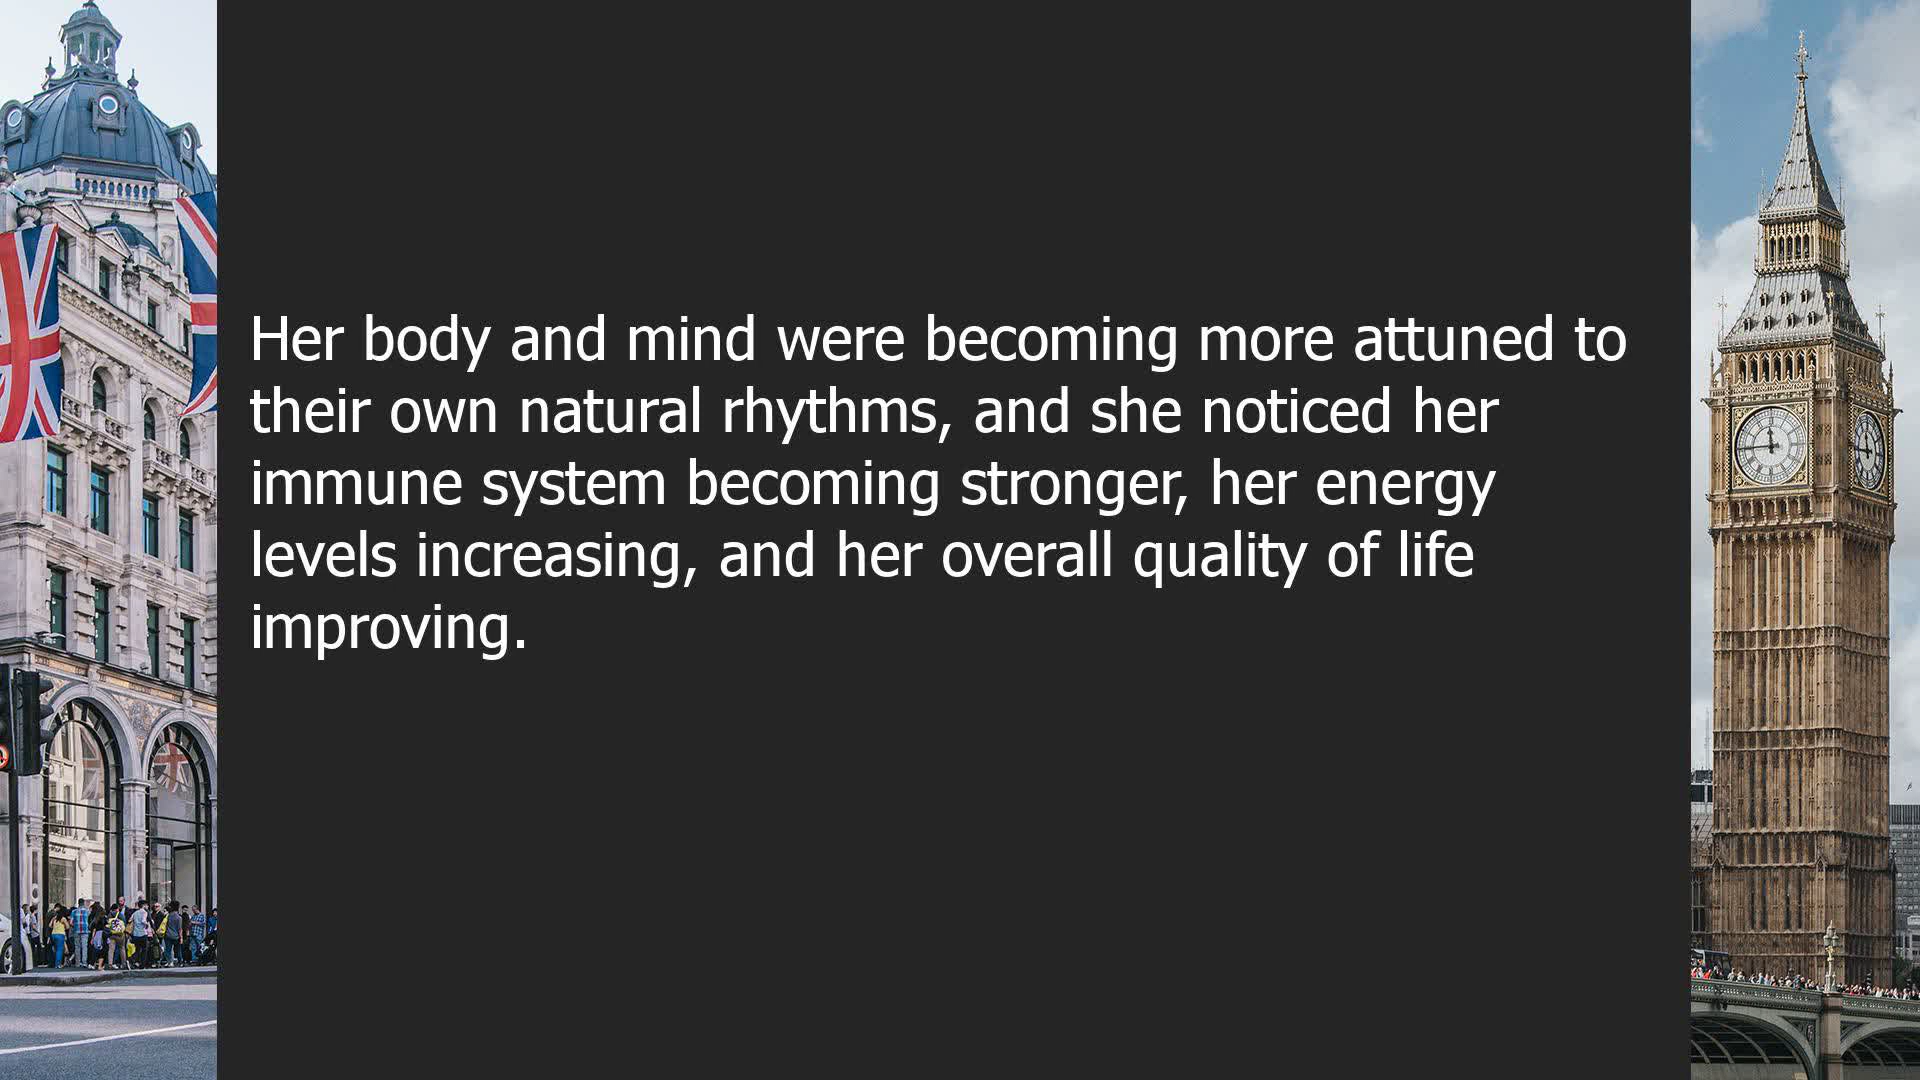 Her body and mind were becoming more attuned to
their own natural rhythms, and she noticed her
immune system becoming stronger, her energy
levels increasing, and her overall quality of life
improving.